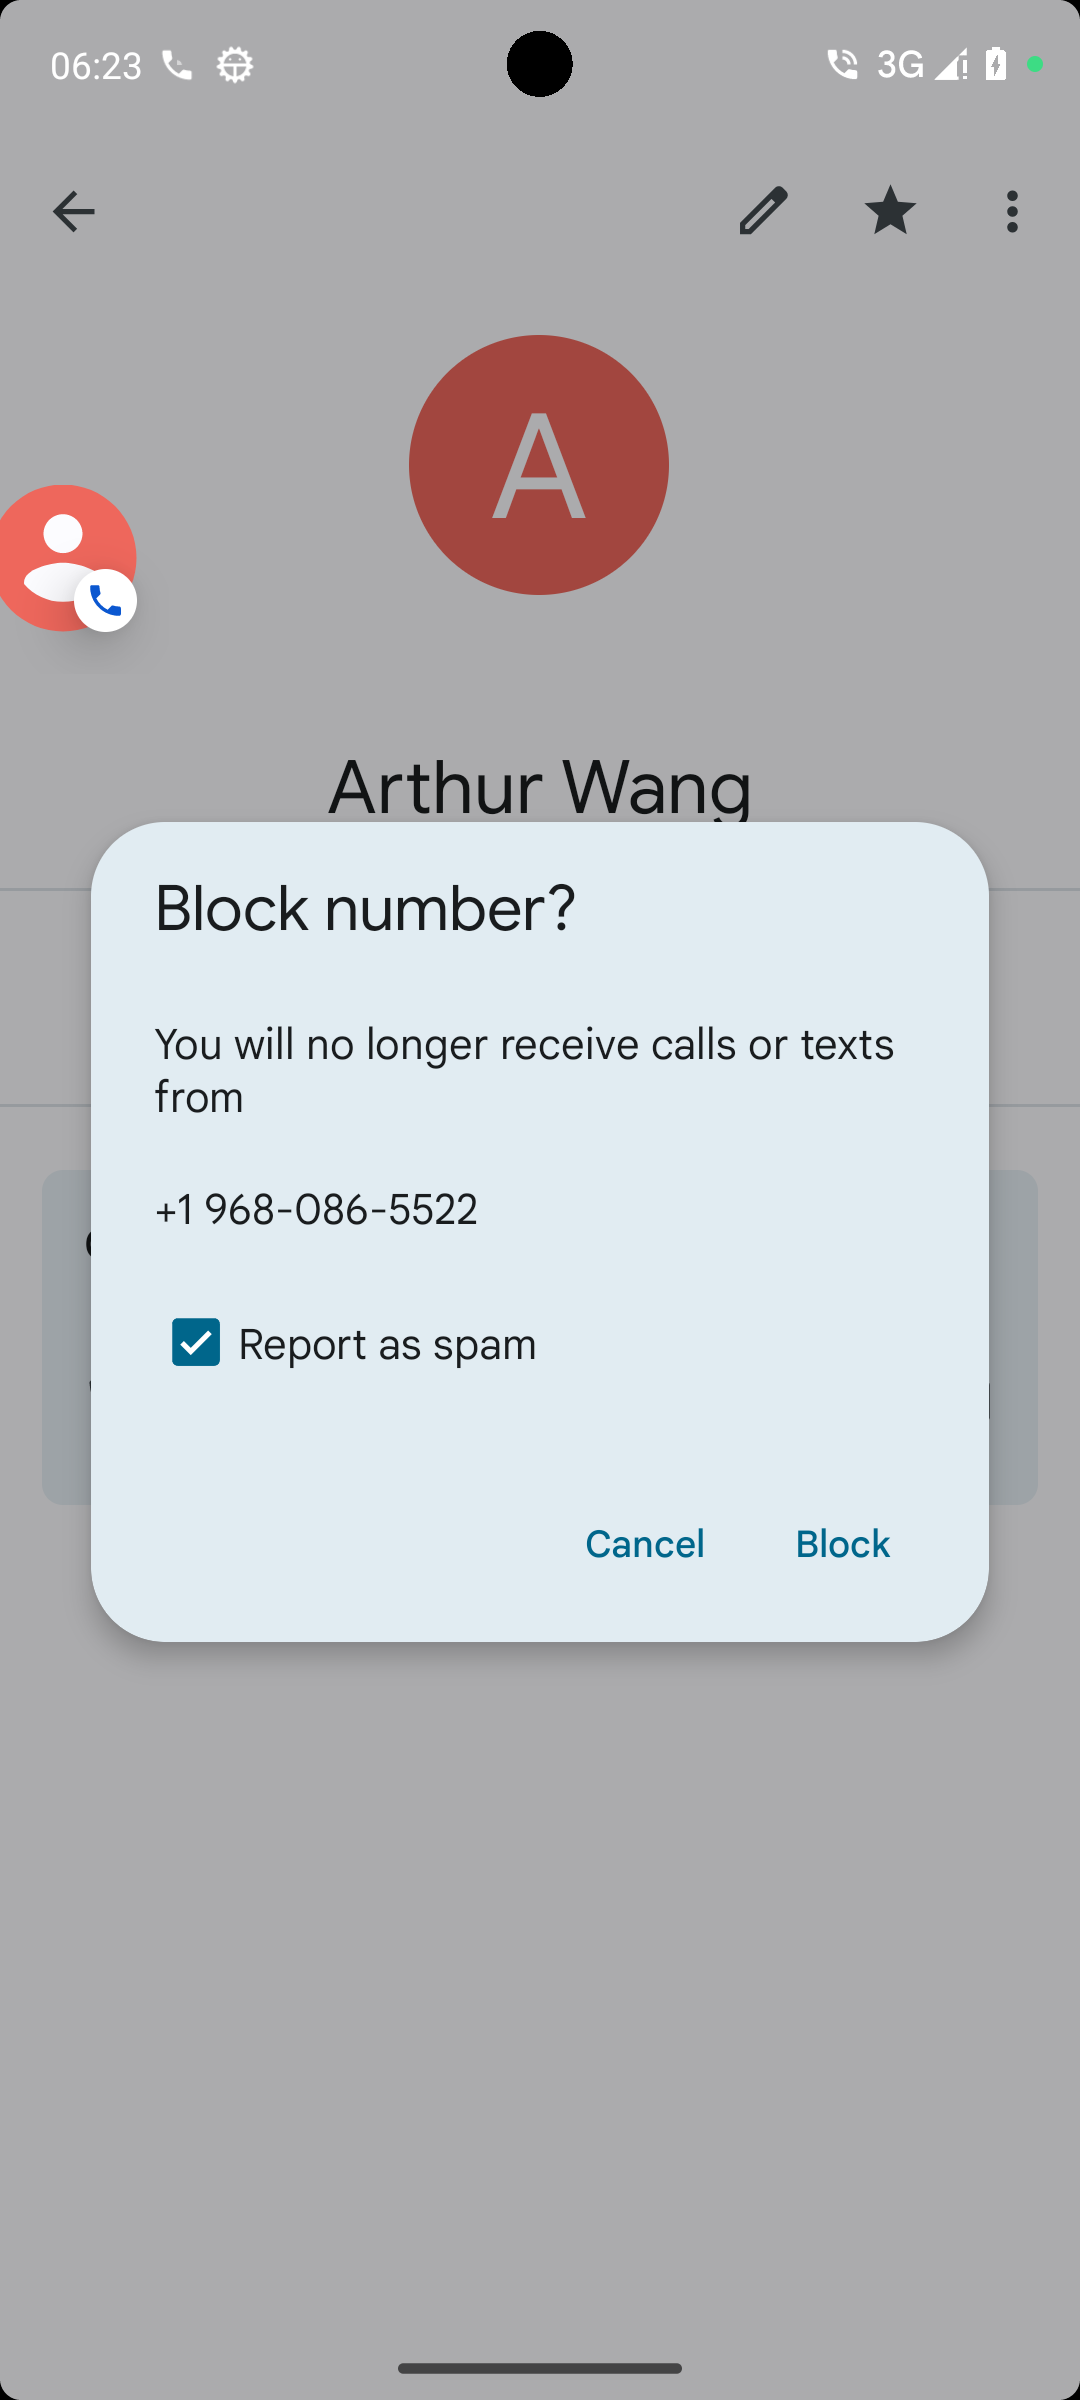 06:23
3G
A
Arthur Wang
Block number?
You will no longer receive calls or texts
from
+1 968-086-5522
Report as spam
Cancel
Block